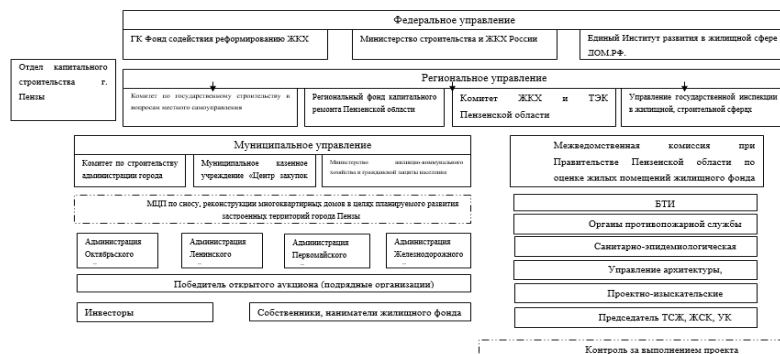 Федеральное управление
ГК Фонд содействия реформированию ЖКХ
Министерство строительства и ЖКХ России
Единый Институт развития в жилищной сфере
ДОМ.РФ.
Отдел капитального
строительства г.
Пензы
Региональное управление
Комитет по государственному строительству и
вопросам местного самоуправления
Региональный фонд капитального
ремонта Пензенской области
Комитет ЖКХ и ТЭК
Пензенской области
Управление государственной инспекции
в жилищной, строительной сферах
Муниципальное управление
Комитет по строительству
администрации города
Муниципальное казенное
учреждение «Центр закупок
Министерство жилищно-коммунального
хозяйства и гражданской защиты населения
Межведомственная комиссия при
Правительстве Пензенской области по
оценке жилых помещений жилищного фонда
МЦП по сносу, реконструкции многоквартирных домов в целях планируемого развития
застроенных территорий города Пензы
Администрация
Октябрьского
Администрация
Ленинского
Администрация
Первомайского
Администрация
Железнодорожного
Победитель открытого аукциона (подрядные организации)
Инвесторы
Собственники, наниматели жилищного фонда
БТИ
Органы противопожарной службы
Санитарно-эпидемиологическая
Управление архитектуры,
Проектно-изыскательские
Председатель ТСЖ, ЖСК, УК
Контроль за выполнением проекта